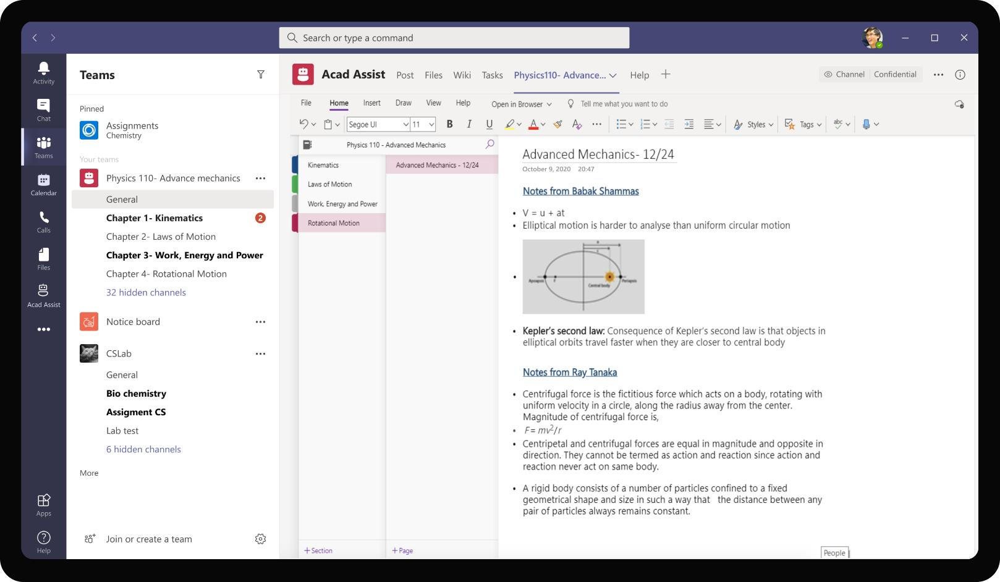 Search or type a command
Activity
Chat
Teams
Calendar
Calls
Files
Acad Assist
Apps
Help
Teams
Pinned
Assignments
Chemistry
Your teams
Physics 110- Advance mechanics
General
Chapter 1- Kinematics
2
Chapter 2- Laws of Motion
Chapter 3- Work, Energy and Power
Chapter 4- Rotational Motion
32 hidden channels
Notice board
CSLab
General
Bio chemistry
Assigment CS
Lab test
6 hidden channels
More
Join or create a team
Acad Assist Post Files Wiki Tasks Physics110- Advance... Help
Channel Confidential
File Home Insert Draw View Help Open in Browser Tell me what you want to do
Segoe UI 11 B I U A A abc Styles Tags
Physics 110 - Advanced Mechanics
Kinematics
Laws of Motion
Work, Energy and Power
Rotational Motion
Advanced Mechanics - 12/24
+ Section
+ Page
Advanced Mechanics- 12/24
October 9, 2020 20:47
Notes from Babak Shammas
• V = u + at
• Elliptical motion is harder to analyse than uniform circular motion
Apoapsis F Central body Periapsis
• Kepler's second law: Consequence of Kepler's second law is that objects in
elliptical orbits travel faster when they are closer to central body
Notes from Ray Tanaka
• Centrifugal force is the fictitious force which acts on a body, rotating with
uniform velocity in a circle, along the radius away from the center.
Magnitude of centrifugal force is,
• F= mv²/r
• Centripetal and centrifugal forces are equal in magnitude and opposite in
direction. They cannot be termed as action and reaction since action and
reaction never act on same body.
• A rigid body consists of a number of particles confined to a fixed
geometrical shape and size in such a way that the distance between any
pair of particles always remains constant.
People